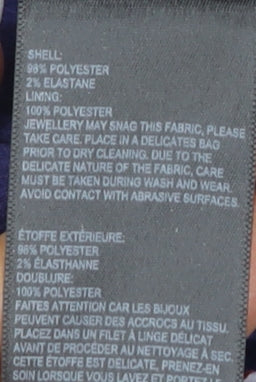 SHELL:
98% POLYESTER
2% ELASTANE
LINING:
100% POLYESTER
JEWELLERY MAY SNAG THIS FABRIC, PLEASE
TAKE CARE. PLACE IN A DELICATES BAG
PRIOR TO DRY CLEANING. DUE TO THE
DELICATE NATURE OF THE FABRIC, CARE
MUST BE TAKEN DURING WASH AND WEAR.
AVOID CONTACT WITH ABRASIVE SURFACES.
ÉTOFFE EXTÉRIEURE:
98% POLYESTER
2% ÉLASTHANNE
DOUBLURE:
100% POLYESTER
FAITES ATTENTION CAR LES BIJOUX
PEUVENT CAUSER DES ACCROCS AU TISSU.
PLACEZ DANS UN FILET À LINGE DÉLICAT
AVANT DE PROCÉDER AU NETTOYAGE À SEC.
CETTE ÉTOFFE EST DÉLICATE, PRENEZ-EN
SOIN LORSQUE VOUS LAVEZ ET PORTEZ LE